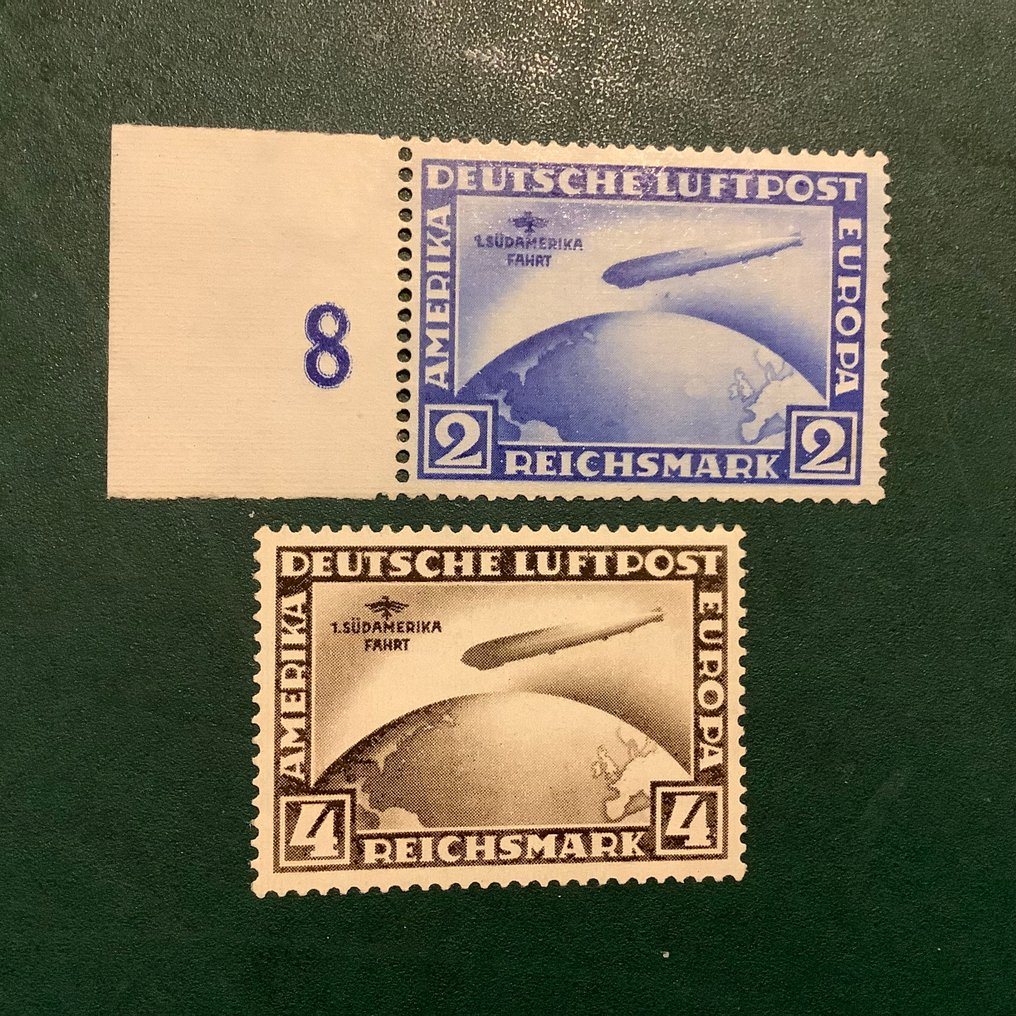 DEUTSCHE LUFTPOST
AMERIKA
1.SÜDAMERIKA
FAHRT
EUROPA
8
2
REICHSMARK
2
DEUTSCHE LUFTPOST
AMERIKA
1.SÜDAMERIKA
FAHRT
EUROPA
4
REICHSMARK
4